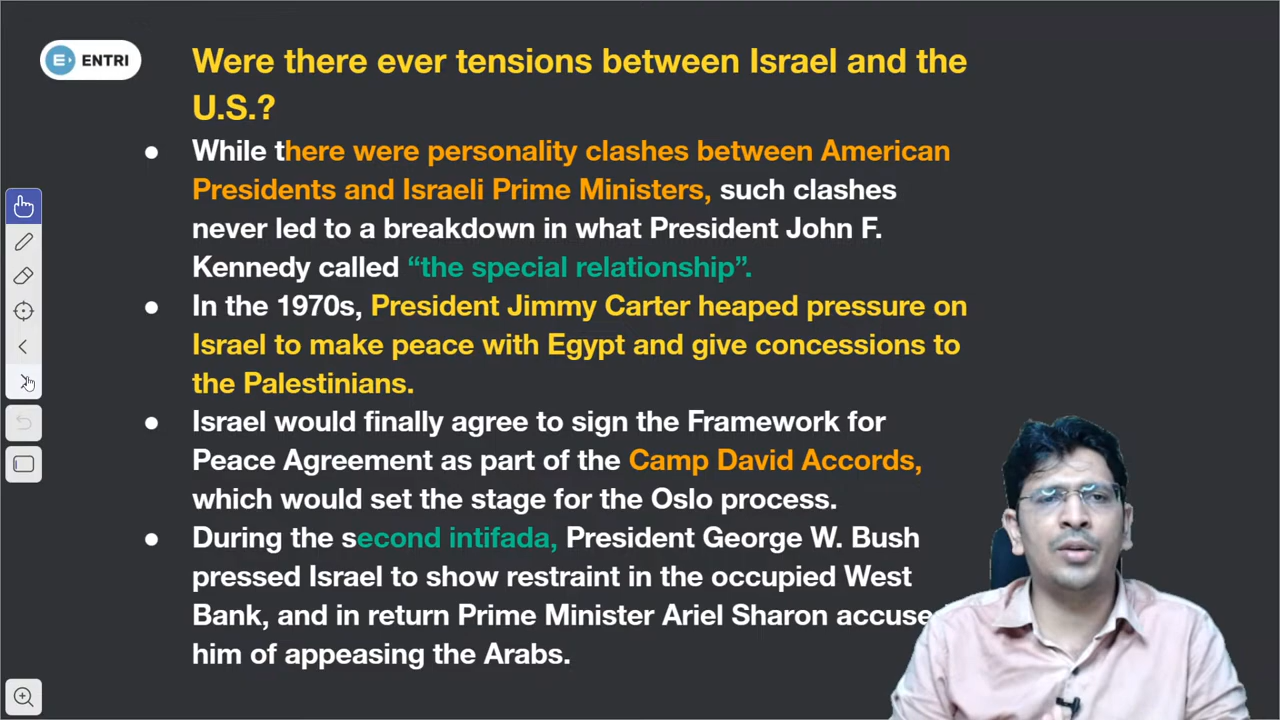 ENTRI
Were there ever tensions between Israel and the
U.S.?
● While there were personality clashes between American
Presidents and Israeli Prime Ministers, such clashes
never led to a breakdown in what President John F.
Kennedy called “the special relationship”.
● In the 1970s, President Jimmy Carter heaped pressure on
Israel to make peace with Egypt and give concessions to
the Palestinians.
● Israel would finally agree to sign the Framework for
Peace Agreement as part of the Camp David Accords,
which would set the stage for the Oslo process.
● During the second intifada, President George W. Bush
pressed Israel to show restraint in the occupied West
Bank, and in return Prime Minister Ariel Sharon accuse
him of appeasing the Arabs.